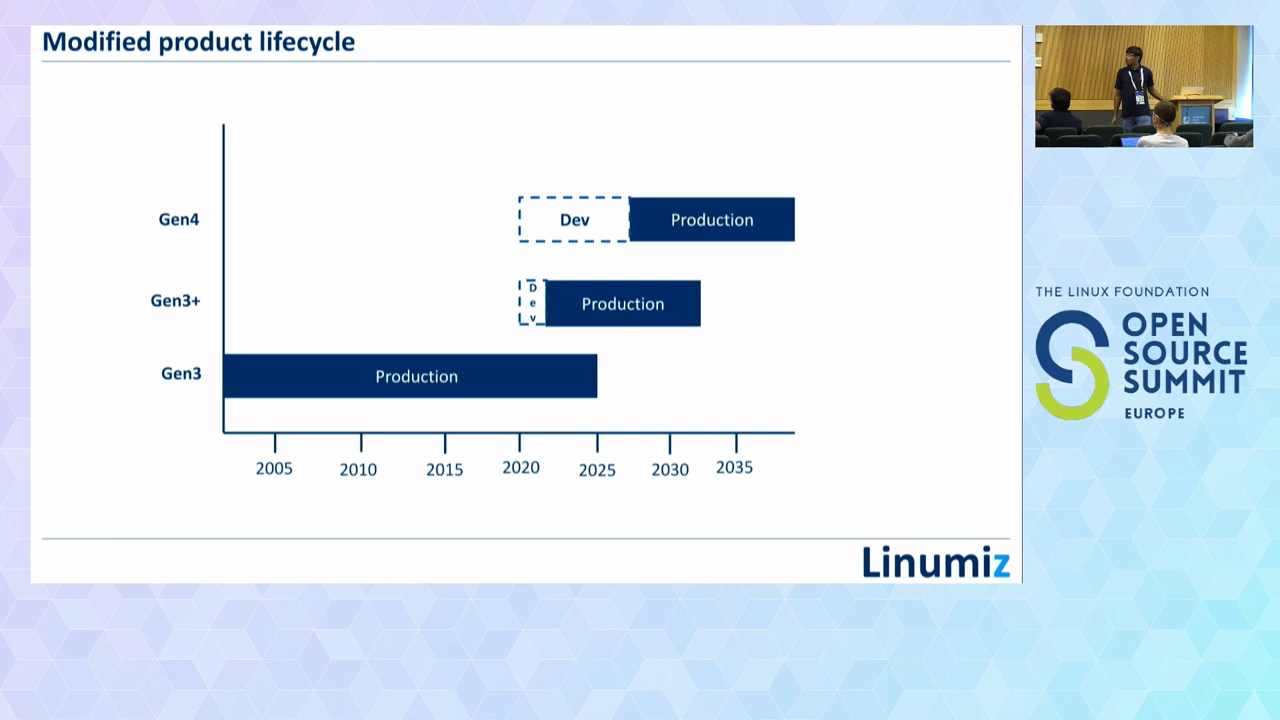 Modified product lifecycle
Gen4
Dev
Production
Gen3+
Dev
Production
Gen3
Production
2005
2010
2015
2020
2025
2030
2035
Linumiz
THE LINUX FOUNDATION
OPEN
SOURCE
SUMMIT
EUROPE